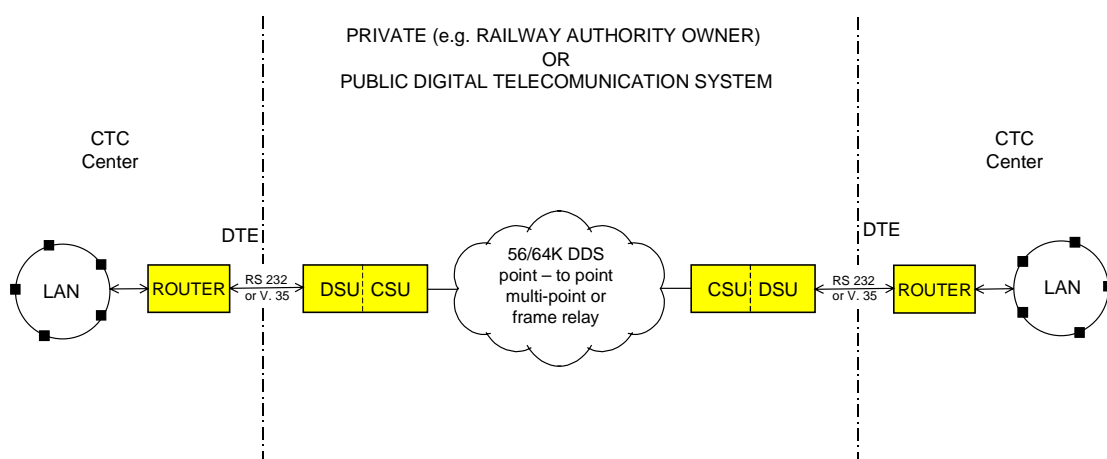 PRIVATE (e.g. RAILWAY AUTHORITY OWNER)
OR
PUBLIC DIGITAL TELECOMUNICATION SYSTEM
CTC
Center
CTC
Center
DTE
DTE
LAN
ROUTER
RS 232
or V. 35
DSU CSU
56/64K DDS
point – to point
multi-point or
frame relay
CSU DSU
RS 232
or V. 35
ROUTER
LAN